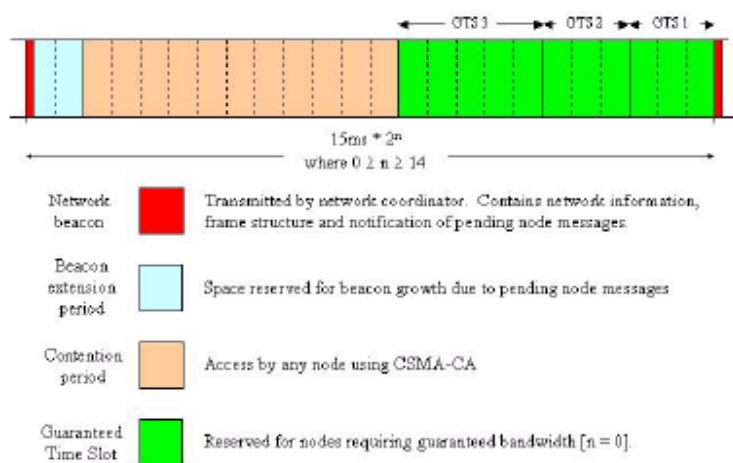 GTS 3 GTS 2 GTS 1
15ms * 2ⁿ
where 0 ≥ n ≥ 14
Network
beacon
Transmitted by network coordinator. Contains network information,
frame structure and notification of pending node messages.
Beacon
extension
period
Space reserved for beacon growth due to pending node messages
Contention
period
Access by any node using CSMA-CA
Guaranteed
Time Slot
Reserved for nodes requiring guaranteed bandwidth [n = 0].